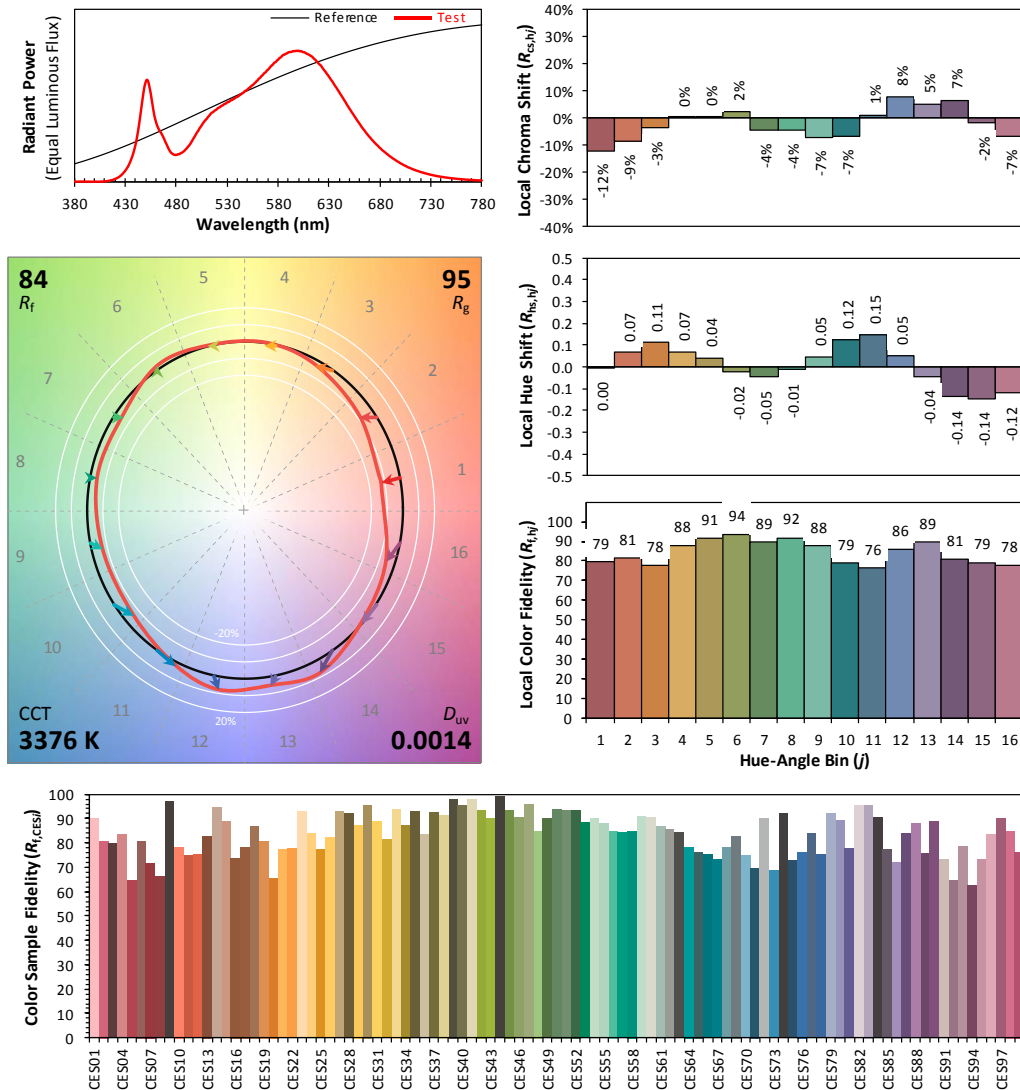 Reference
Test
Radiant Power
(Equal Luminous Flux)
380 430 480 530 580 630 680 730 780
Wavelength (nm)
Local Chroma Shift (Rcs,hj)
40%
30%
20%
10%
0%
-10%
-20%
-30%
-40%
-12% -9% -3% 0% 0% 2% -4% -4% -7% -7% 1% 8% 5% 7% -2% -7%
84
Rf
95
Rg
5 4
6 3
7 2
8 1
9 16
10 15
11 14
12 13
-20%
20%
CCT
3376 K
Duv
0.0014
Local Hue Shift (Rhs,hj)
0.5
0.4
0.3
0.2
0.1
0.0
-0.1
-0.2
-0.3
-0.4
-0.5
0.00 0.07 0.11 0.07 0.04 -0.02 -0.05 -0.01 0.05 0.12 0.15 0.05 -0.04 -0.14 -0.14 -0.12
Local Color Fidelity (Rf,hj)
100
90
80
70
60
50
40
30
20
10
0
79 81 78 88 91 94 89 92 88 79 76 86 89 81 79 78
1 2 3 4 5 6 7 8 9 10 11 12 13 14 15 16
Hue-Angle Bin (j)
Color Sample Fidelity (Rf,CESi)
100
90
80
70
60
50
40
30
20
10
0
CES01 CES04 CES07 CES10 CES13 CES16 CES19 CES22 CES25 CES28 CES31 CES34 CES37 CES40 CES43 CES46 CES49 CES52 CES55 CES58 CES61 CES64 CES67 CES70 CES73 CES76 CES79 CES82 CES85 CES88 CES91 CES94 CES97